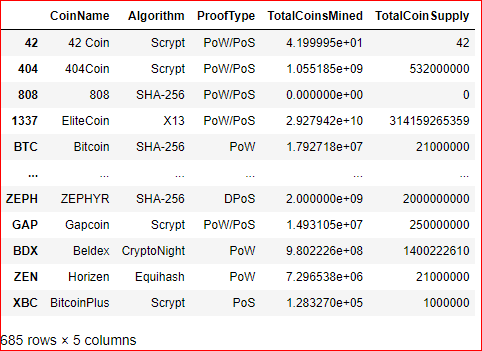 CoinName Algorithm ProofType TotalCoinsMined TotalCoinSupply
42 42 Coin Scrypt PoW/PoS 4.199995e+01 42
404 404Coin Scrypt PoW/PoS 1.055185e+09 532000000
808 808 SHA-256 PoW/PoS 0.000000e+00 0
1337 EliteCoin X13 PoW/PoS 2.927942e+10 314159265359
BTC Bitcoin SHA-256 PoW 1.792718e+07 21000000
... ... ... ... ... ...
ZEPH ZEPHYR SHA-256 DPoS 2.000000e+09 2000000000
GAP Gapcoin Scrypt PoW/PoS 1.493105e+07 250000000
BDX Beldex CryptoNight PoW 9.802226e+08 1400222610
ZEN Horizen Equihash PoW 7.296538e+06 21000000
XBC BitcoinPlus Scrypt PoS 1.283270e+05 1000000
685 rows × 5 columns